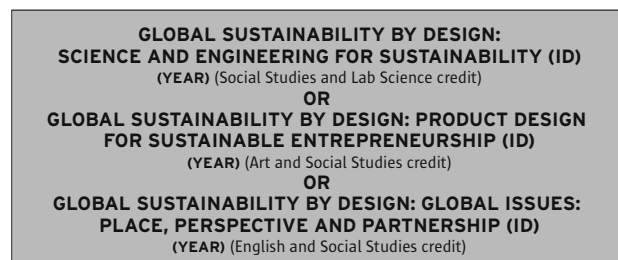 GLOBAL SUSTAINABILITY BY DESIGN:
SCIENCE AND ENGINEERING FOR SUSTAINABILITY (ID)
(YEAR) (Social Studies and Lab Science credit)
OR
GLOBAL SUSTAINABILITY BY DESIGN: PRODUCT DESIGN
FOR SUSTAINABLE ENTREPRENEURSHIP (ID)
(YEAR) (Art and Social Studies credit)
OR
GLOBAL SUSTAINABILITY BY DESIGN: GLOBAL ISSUES:
PLACE, PERSPECTIVE AND PARTNERSHIP (ID)
(YEAR) (English and Social Studies credit)